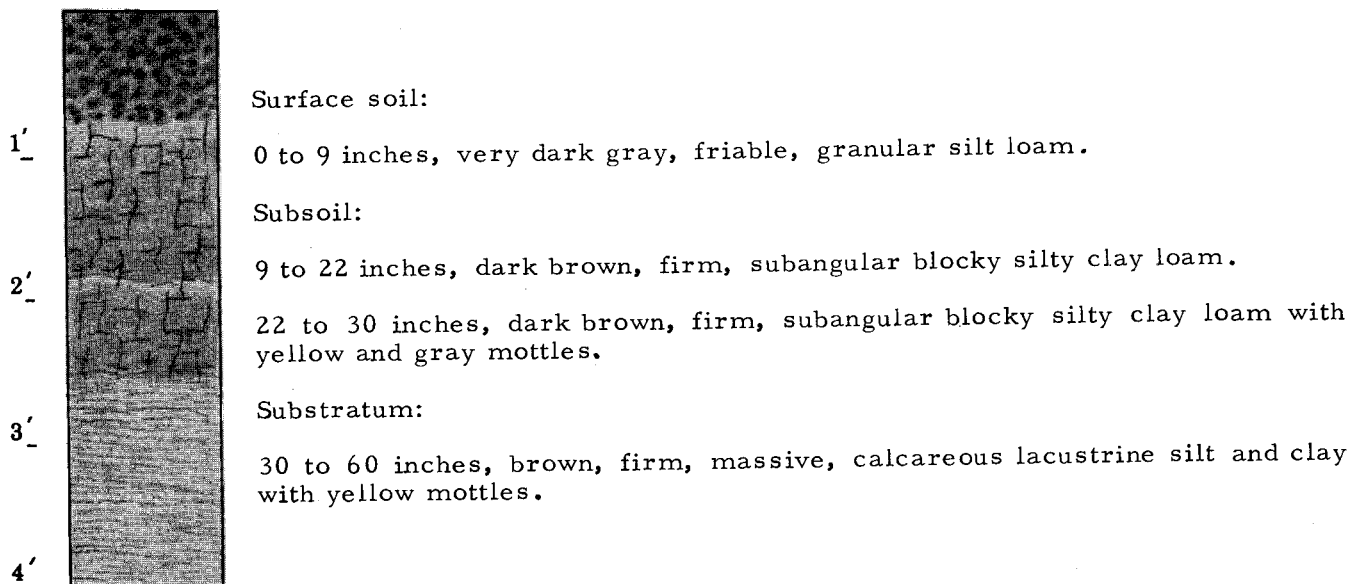 Surface soil:
1'
0 to 9 inches, very dark gray, friable, granular silt loam.
Subsoil:
9 to 22 inches, dark brown, firm, subangular blocky silty clay loam.
2'
22 to 30 inches, dark brown, firm, subangular blocky silty clay loam with
yellow and gray mottles.
Substratum:
3'
30 to 60 inches, brown, firm, massive, calcareous lacustrine silt and clay
with yellow mottles.
4'